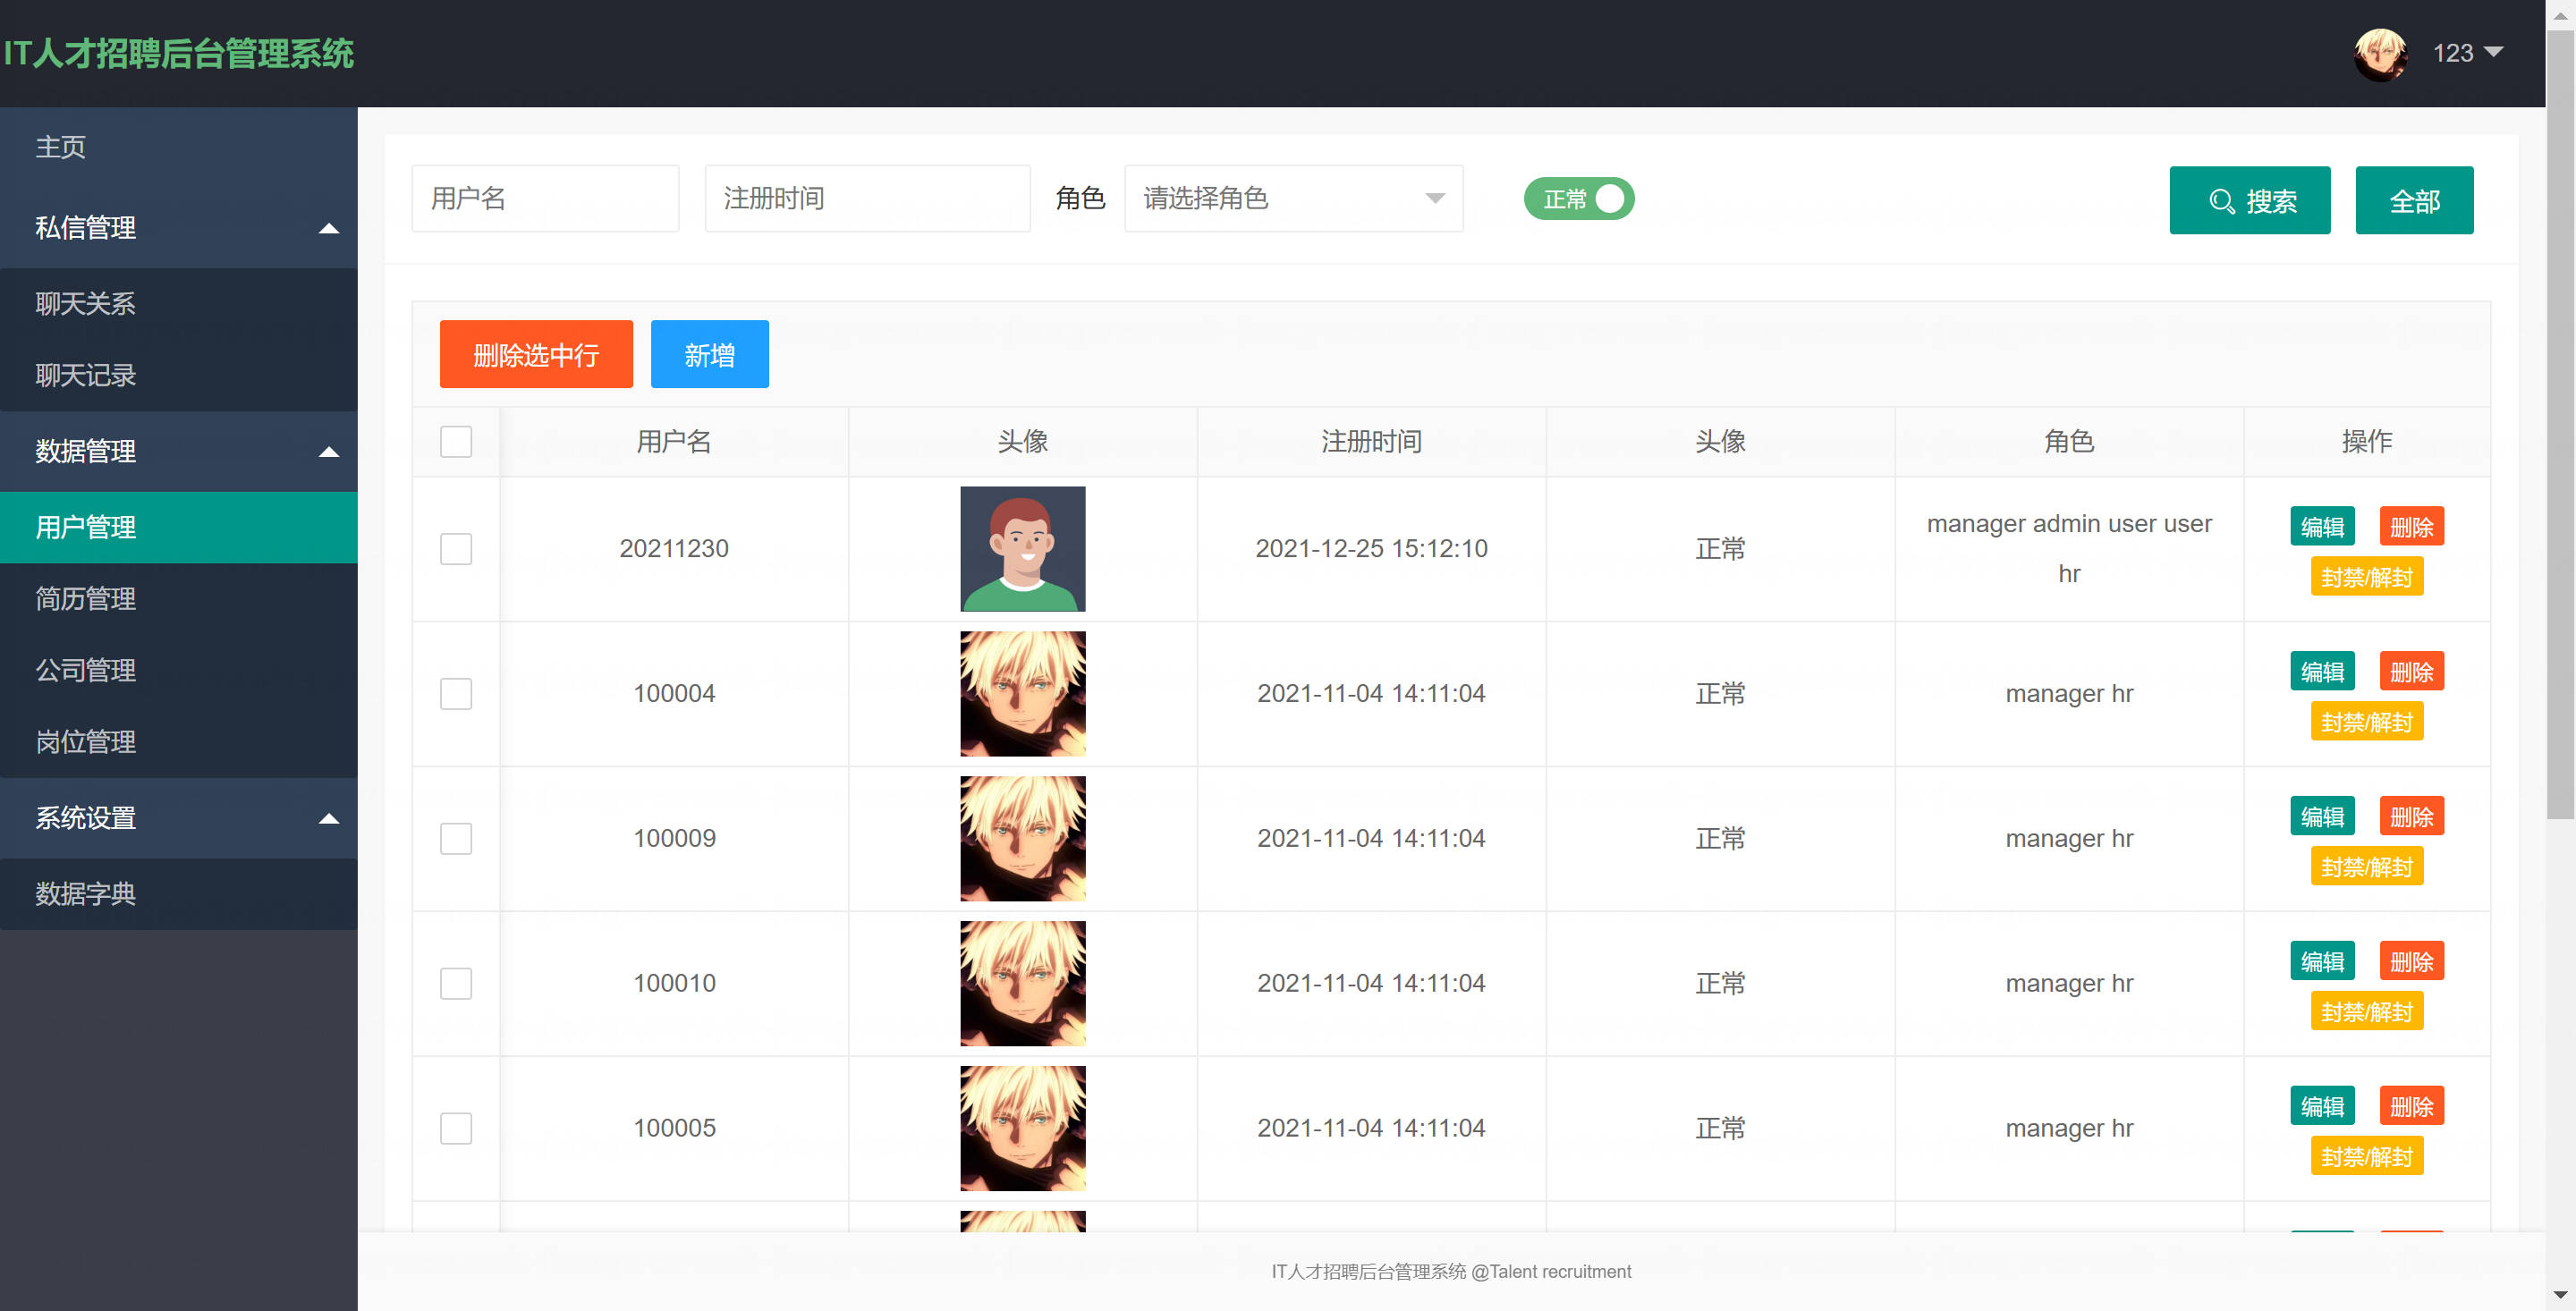 IT人才招聘后台管理系统
123
主页
私信管理
聊天关系
聊天记录
数据管理
用户管理
简历管理
公司管理
岗位管理
系统设置
数据字典
用户名 注册时间 角色 请选择角色 正常 搜索 全部
删除选中行 新增
用户名 头像 注册时间 头像 角色 操作
20211230 2021-12-25 15:12:10 正常 manager admin user user hr 编辑 删除
封禁/解封
100004 2021-11-04 14:11:04 正常 manager hr 编辑 删除
封禁/解封
100009 2021-11-04 14:11:04 正常 manager hr 编辑 删除
封禁/解封
100010 2021-11-04 14:11:04 正常 manager hr 编辑 删除
封禁/解封
100005 2021-11-04 14:11:04 正常 manager hr 编辑 删除
封禁/解封
IT人才招聘后台管理系统 @Talent recruitment